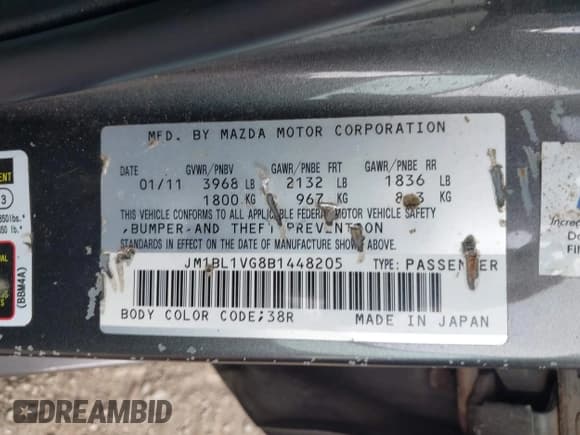 MFD. BY MAZDA MOTOR CORPORATION
DATE GVWR/PNBV GAWR/PNBE FRT GAWR/PNBE RR
01/11 3968 LB 2132 LB 1836 LB
1800 KG 967 KG KG
THIS VEHICLE CONFORMS TO ALL APPLICABLE FEDERAL MOTOR VEHICLE SAFETY
,BUMPER AND THEFT PREVENTION
STANDARDS IN EFFECT ON THE DATE OF MANUFACTURE SHOWN ABOVE.
JM1BL1VG8B1448205 TYPE: PASSENGER
BODY COLOR CODE;38R MADE IN JAPAN
3
850lbs.
(BBM4A)
DREAMBID